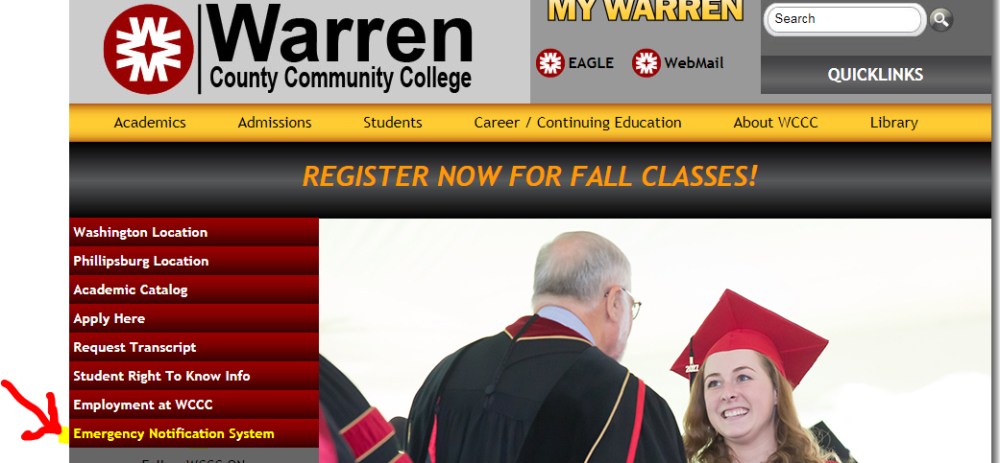 Warren
County Community College
MY WARREN
EAGLE
WebMail
Search
QUICKLINKS
Academics
Admissions
Students
Career / Continuing Education
About WCCC
Library
REGISTER NOW FOR FALL CLASSES!
Washington Location
Phillipsburg Location
Academic Catalog
Apply Here
Request Transcript
Student Right To Know Info
Employment at WCCC
Emergency Notification System
WCCC ON